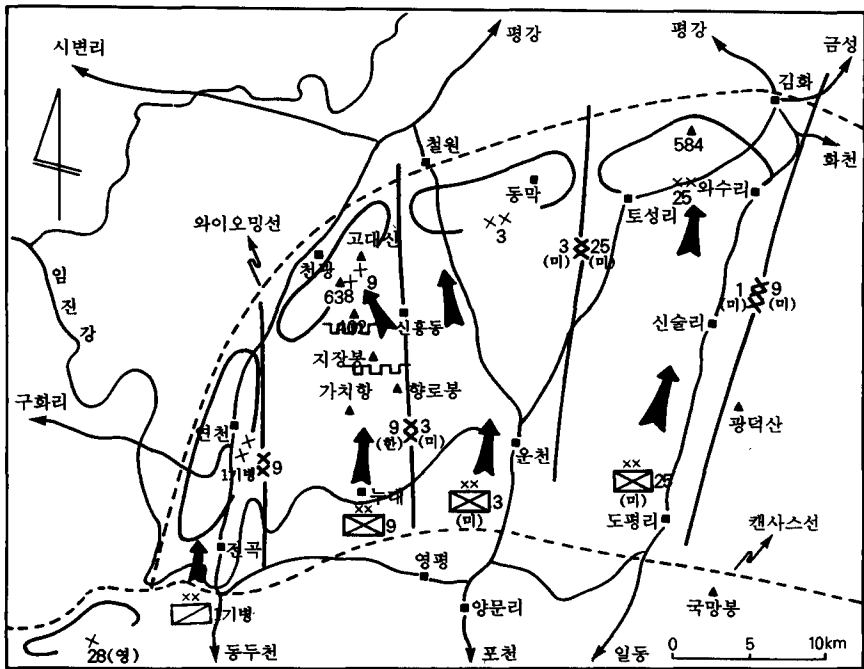 시변리
평강
평강
금성
김화
화천
철원
584
동막
××
25
와수리
토성리
××
3
와이오밍선
고대산
천망
9
638
402
신흥동
3 25
(미) (미)
1 9
(미) (미)
신술리
임진강
지장봉
가치항
향로봉
구화리
연천
1기병
9
9 3
(한) (미)
운천
광덕산
누대
××
9
××
3
(미)
××
25
(미)
도평리
캔사스선
전곡
영평
××
1기병
양문리
국망봉
28(영)
동두천
포천
일동
0 5 10km